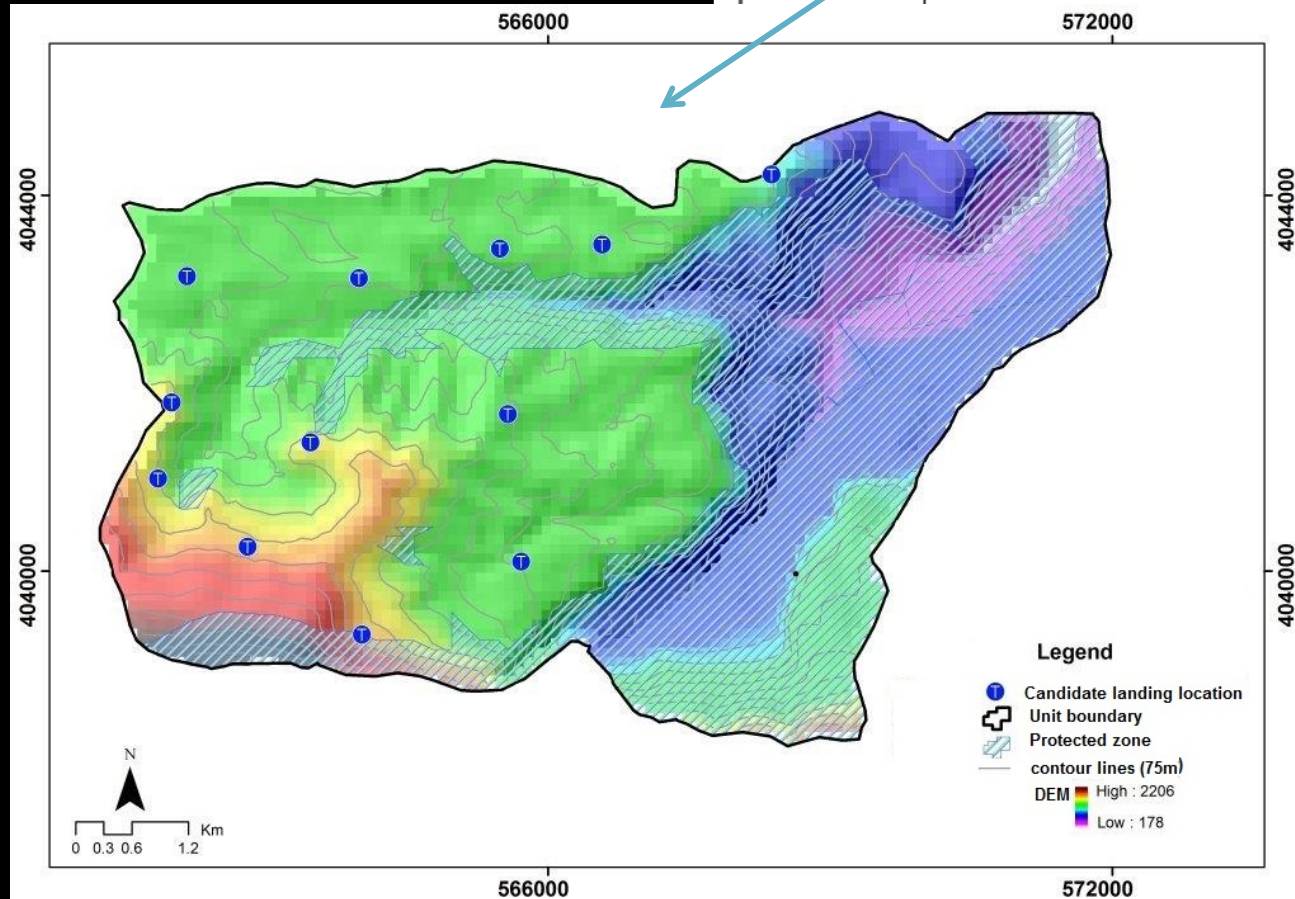 566000
572000
4044000
4044000
T
T
T
T
T
T
T
T
T
T
T
T
4040000
4040000
Legend
T Candidate landing location
Unit boundary
Protected zone
contour lines (75m)
DEM High : 2206
Low : 178
N
Km
0 0.3 0.6 1.2
566000
572000